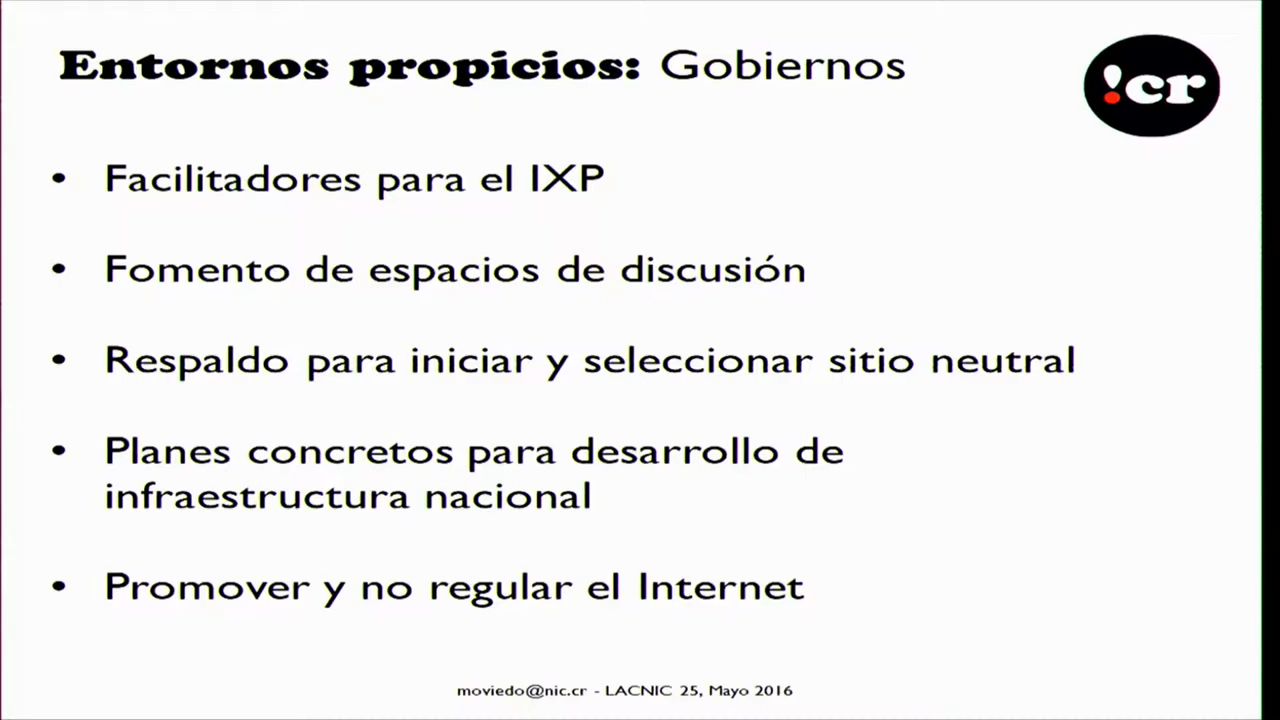 Entornos propicios: Gobiernos
!cr
• Facilitadores para el IXP
• Fomento de espacios de discusión
• Respaldo para iniciar y seleccionar sitio neutral
• Planes concretos para desarrollo de
infraestructura nacional
• Promover y no regular el Internet
moviedo@nic.cr - LACNIC 25, Mayo 2016